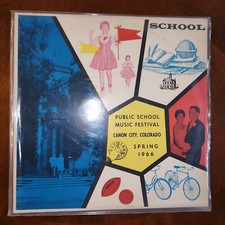 SCHOOL
PUBLIC SCHOOL
MUSIC FESTIVAL
CANON CITY, COLORADO
SPRING
1966